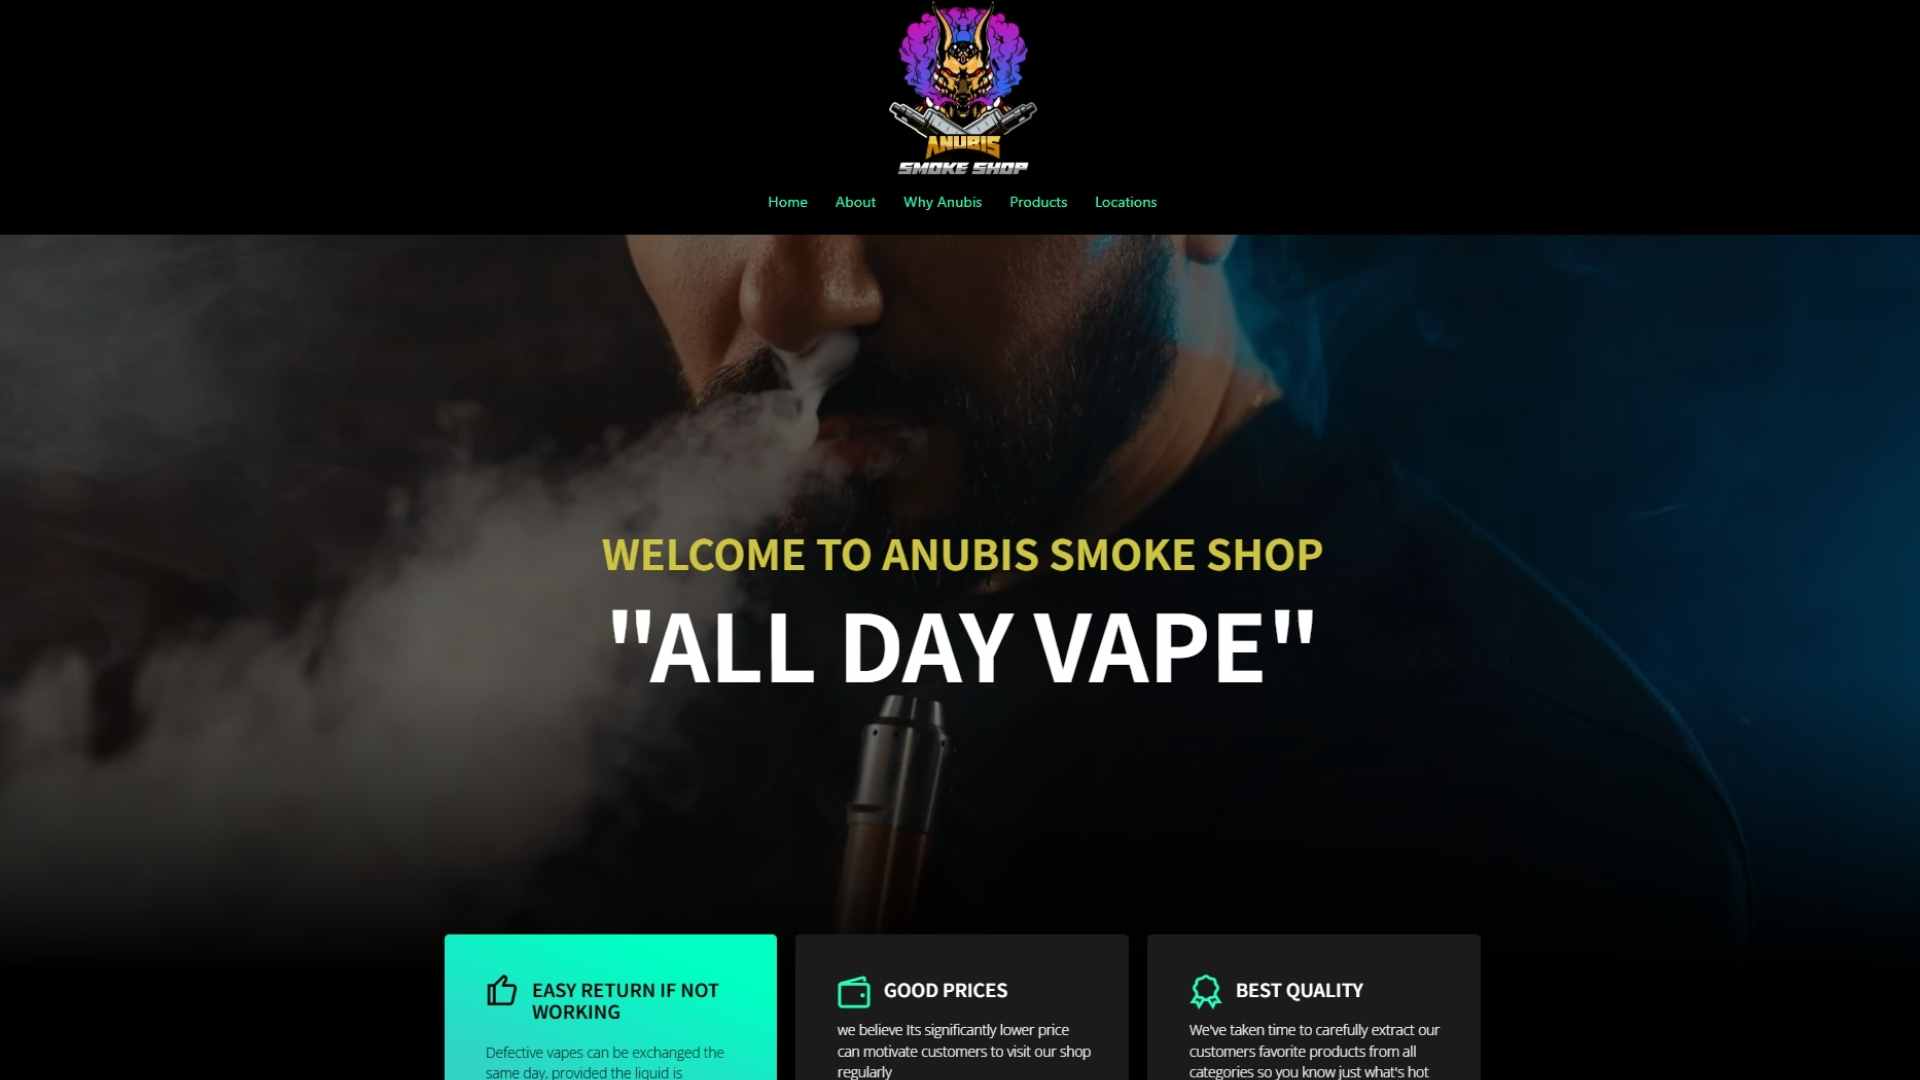 ANUBIS
SMOKE SHOP
Home About Why Anubis Products Locations
WELCOME TO ANUBIS SMOKE SHOP
"ALL DAY VAPE"
EASY RETURN IF NOT
WORKING
Defective vapes can be exchanged the
same day, provided the liquid is
GOOD PRICES
we believe Its significantly lower price
can motivate customers to visit our shop
regularly
BEST QUALITY
We've taken time to carefully extract our
customers favorite products from all
categories so you know just what's hot